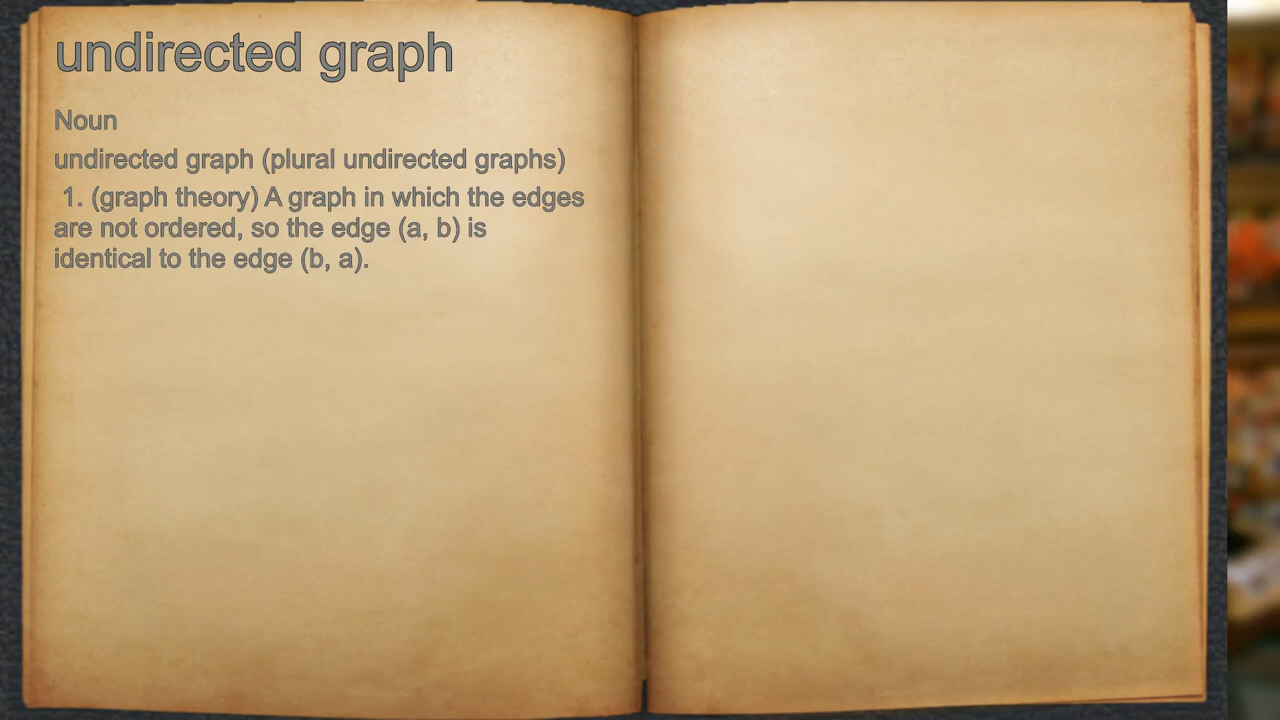 undirected graph
Noun
undirected graph (plural undirected graphs)
1. (graph theory) A graph in which the edges
are not ordered, so the edge (a, b) is
identical to the edge (b, a).